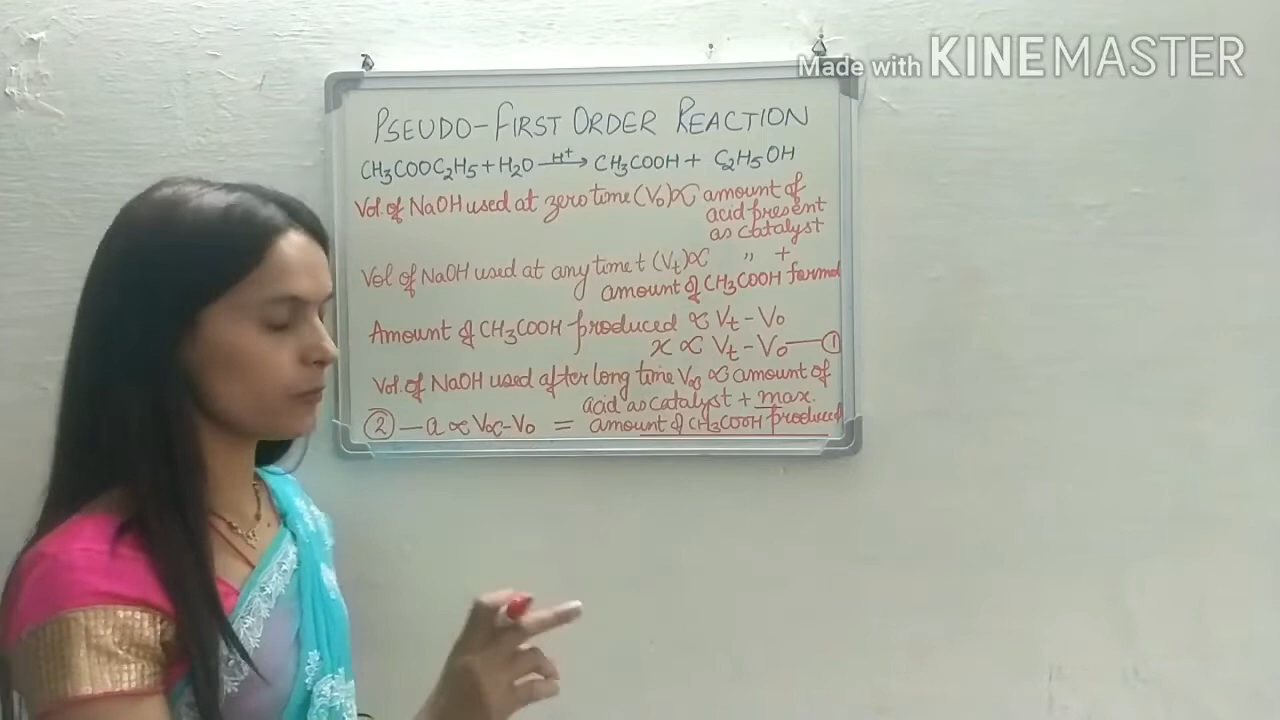 Made with KINEMASTER
PSEUDO-FIRST ORDER REACTION
CH₃COOC₂H₅ + H₂O —H⁺→ CH₃COOH + C₂H₅OH
Vol of NaOH used at zero time (V₀) ∝ amount of
acid present
as catalyst
Vol of NaOH used at any time t (Vt) ∝ " +
amount of CH₃COOH formed
Amount of CH₃COOH produced ∝ Vt - V₀
x ∝ Vt - V₀ — ①
Vol. of NaOH used after long time V∞ ∝ amount of
acid as catalyst + max.
② — a ∝ V∞ - V₀ = amount of CH₃COOH produced